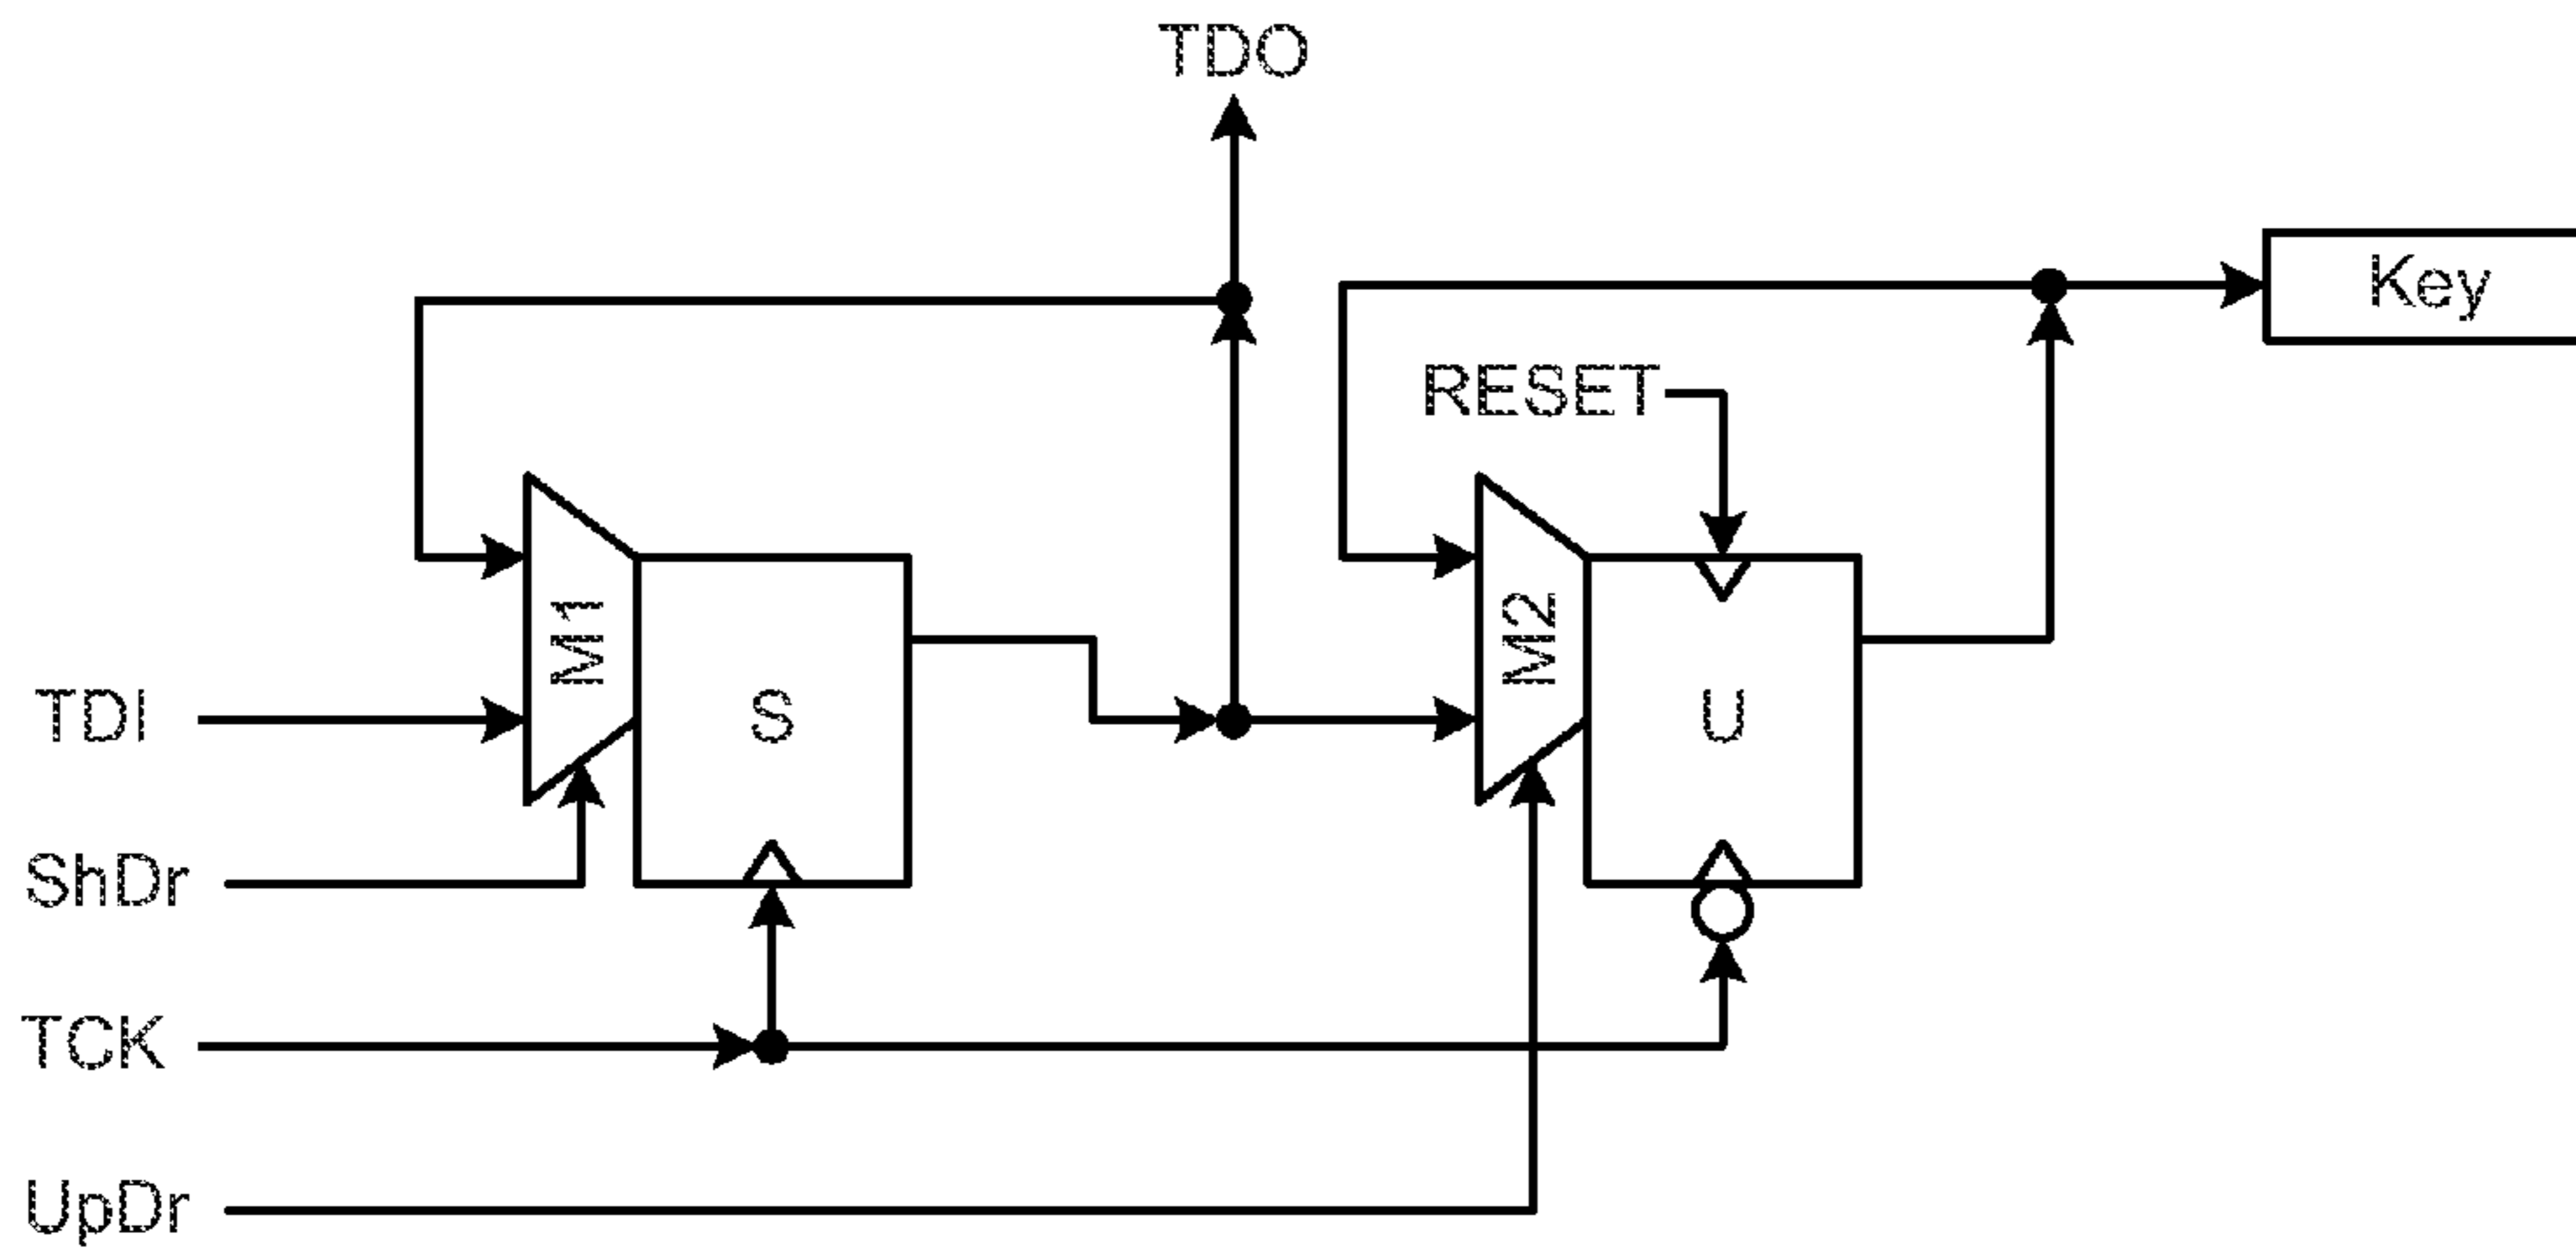 TDO
Key
RESET
M1
M2
TDI
S
U
ShDr
TCK
UpDr